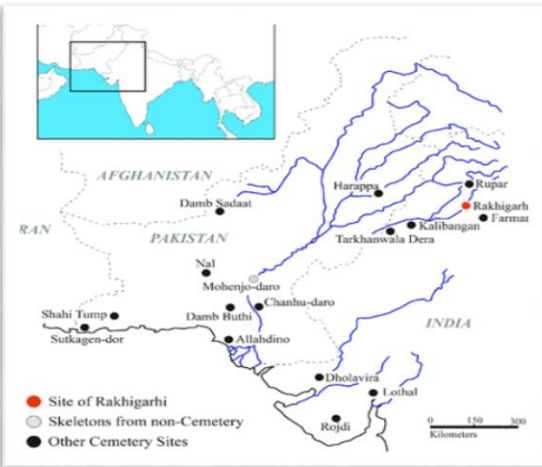 AFGHANISTAN
Damb Sadaat
Harappa
Rupar
Rakhigarh
Farman
Kalibangan
Tarkhanwala Dera
RAN
PAKISTAN
Nal
Mohenjo-daro
Chanhu-daro
Damb Buthi
Shahi Tump
Sutkagen-dor
Allahdino
INDIA
Dholavira
Lothal
Rojdi
Site of Rakhigarhi
Skeletons from non-Cemetery
Other Cemetery Sites
0 150 300
Kilometers